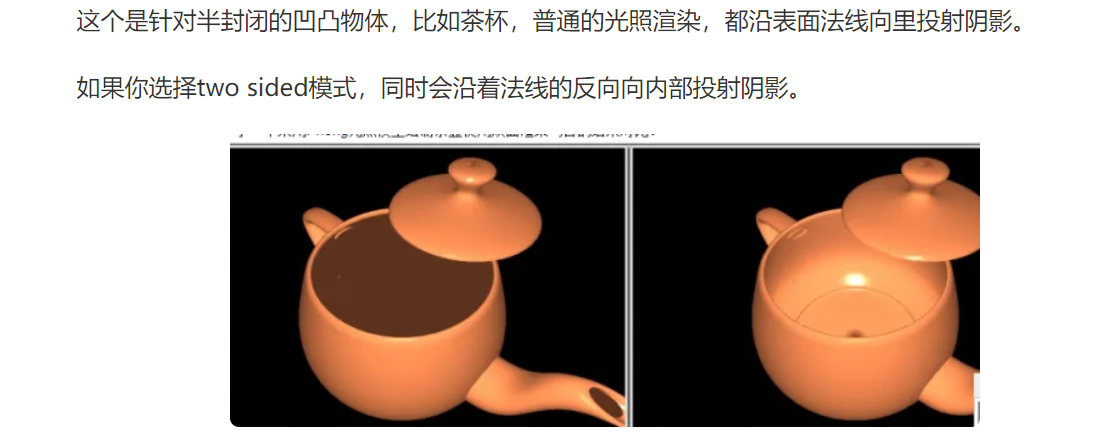 这个是针对半封闭的凹凸物体，比如茶杯，普通的光照渲染，都沿表面法线向里投射阴影。
如果你选择two sided模式，同时会沿着法线的反向向内部投射阴影。